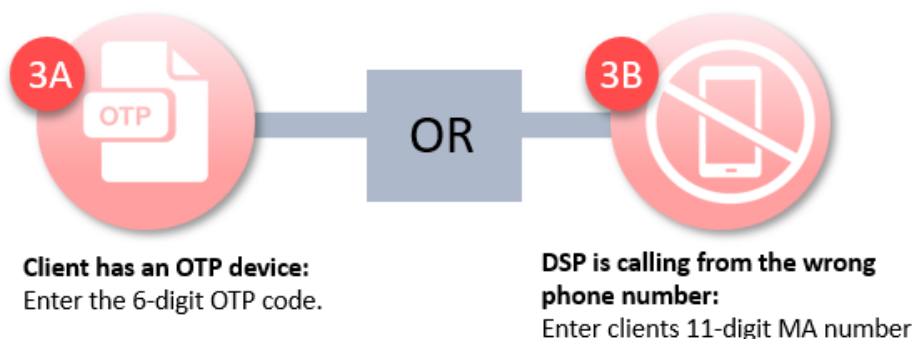 3A
OTP
OR
3B
Client has an OTP device:
Enter the 6-digit OTP code.
DSP is calling from the wrong
phone number:
Enter clients 11-digit MA number